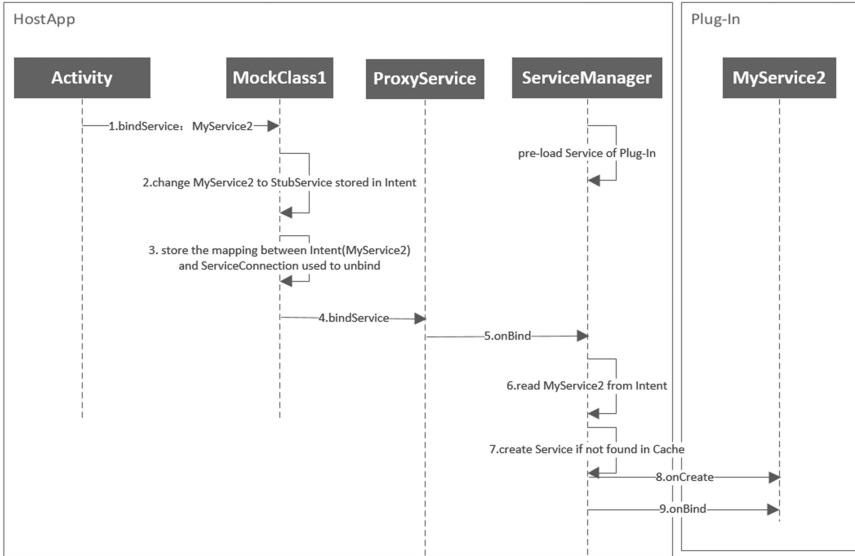 HostApp
Plug-In
Activity
MockClass1
ProxyService
ServiceManager
MyService2
1.bindService： MyService2
pre-load Service of Plug-In
2.change MyService2 to StubService stored in Intent
3. store the mapping between Intent(MyService2)
and ServiceConnection used to unbind
4.bindService
5.onBind
6.read MyService2 from Intent
7.create Service if not found in Cache
8.onCreate
9.onBind